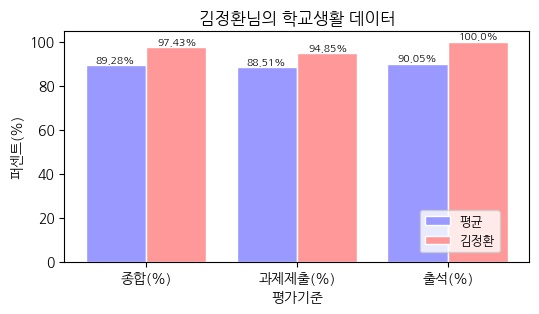 김정환님의 학교생활 데이터
퍼센트(%)
100
80
60
40
20
0
89,28%
97,43%
88,51%
94,85%
90,05%
100,0%
평균
김정환
종합(%)
과제제출(%)
출석(%)
평가기준